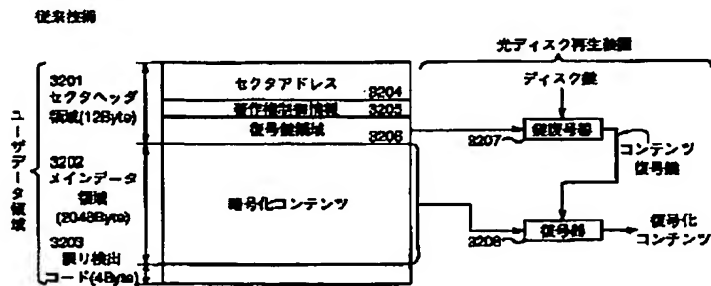 従来技術
光ディスク再生装置
ユーザデータ領域
3201
セクタヘッダ
領域(12Byte)
3202
メインデータ
領域
(2048Byte)
3203
誤り検出
コード(4Byte)
セクタアドレス
3204
著作権制御情報
3205
復号鍵領域
3206
暗号化コンテンツ
ディスク鍵
鍵復号器
3207
コンテンツ
復号鍵
復号器
3208
復号化
コンテンツ